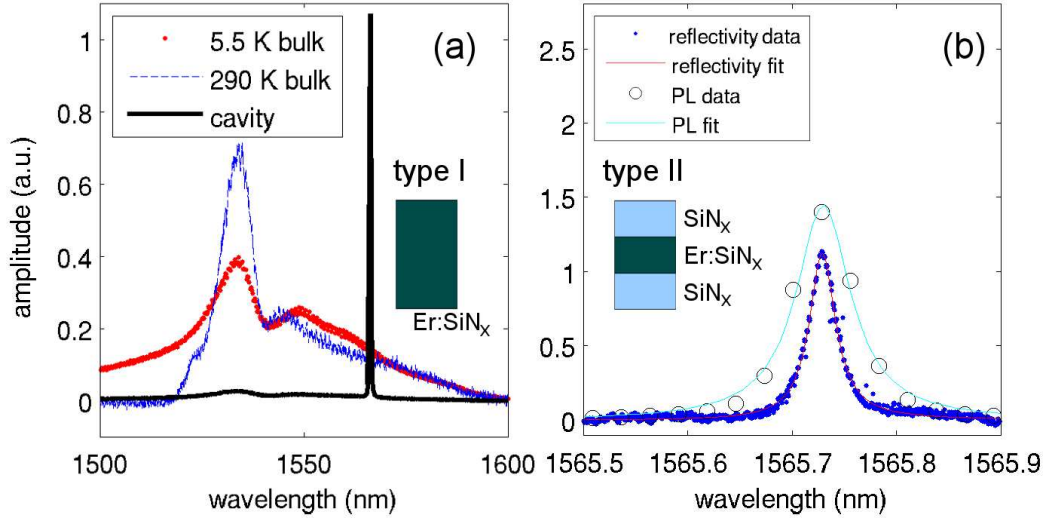 (a)
5.5 K bulk
290 K bulk
cavity
type I
Er:SiNx
1
0.8
0.6
0.4
0.2
0
amplitude (a.u.)
1500
1550
1600
wavelength (nm)
(b)
reflectivity data
reflectivity fit
PL data
PL fit
type II
SiNx
Er:SiNx
SiNx
2.5
2
1.5
1
0.5
0
1565.5
1565.6
1565.7
1565.8
1565.9
wavelength (nm)